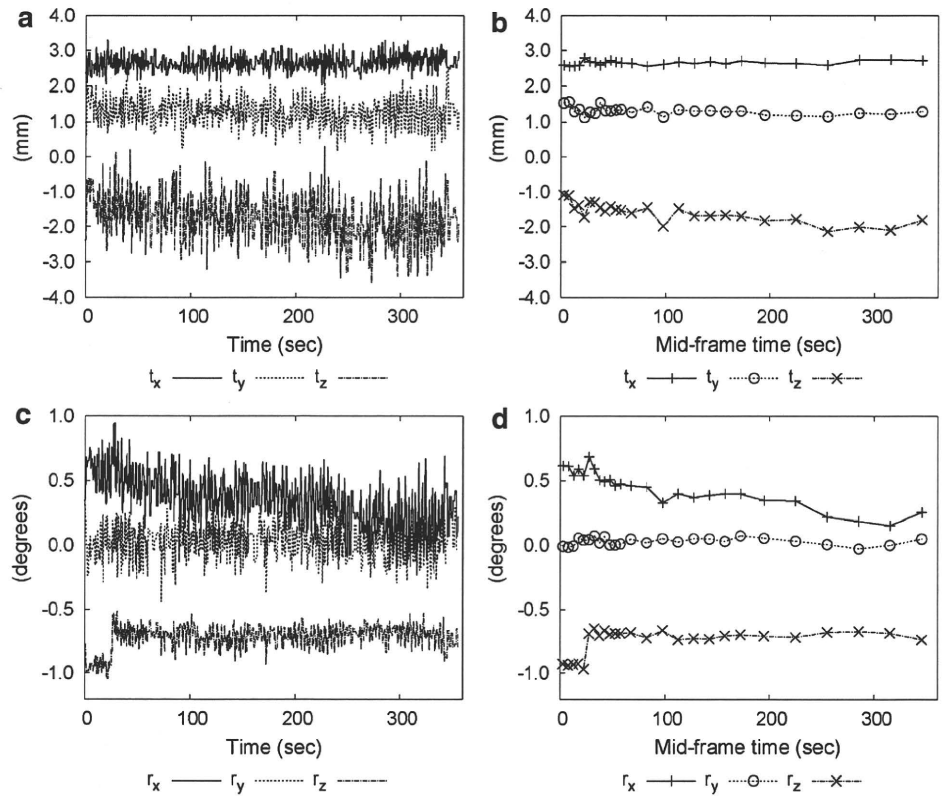 a
4.0
3.0
2.0
1.0
0.0
-1.0
-2.0
-3.0
-4.0
(mm)
0 100 200 300
Time (sec)
tx ty tz
b
4.0
3.0
2.0
1.0
0.0
-1.0
-2.0
-3.0
-4.0
(mm)
0 100 200 300
Mid-frame time (sec)
tx ty tz
c
1.0
0.5
0.0
-0.5
-1.0
(degrees)
0 100 200 300
Time (sec)
rx ry rz
d
1.0
0.5
0.0
-0.5
-1.0
(degrees)
0 100 200 300
Mid-frame time (sec)
rx ry rz